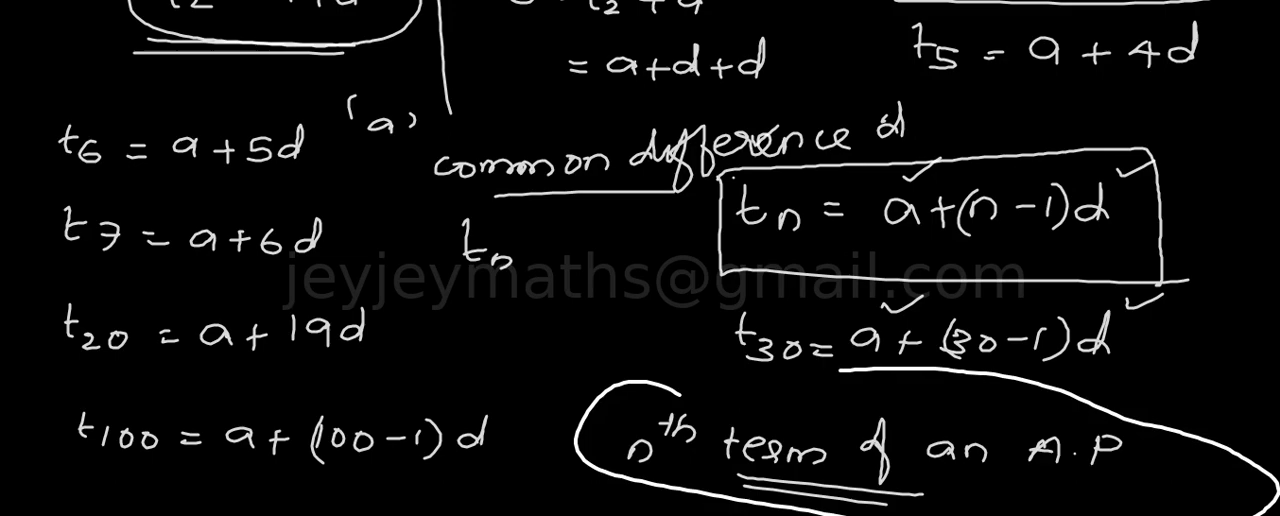 = a+d+d
t5 = a + 4d
t6 = a+5d
'a'
common difference d
t7 = a+6d
tn
tn = a+(n-1)d
jeyjeymaths@gmail.com
t20 = a+19d
t30 = a+(30-1)d
t100 = a+(100-1)d
nth term of an A.P